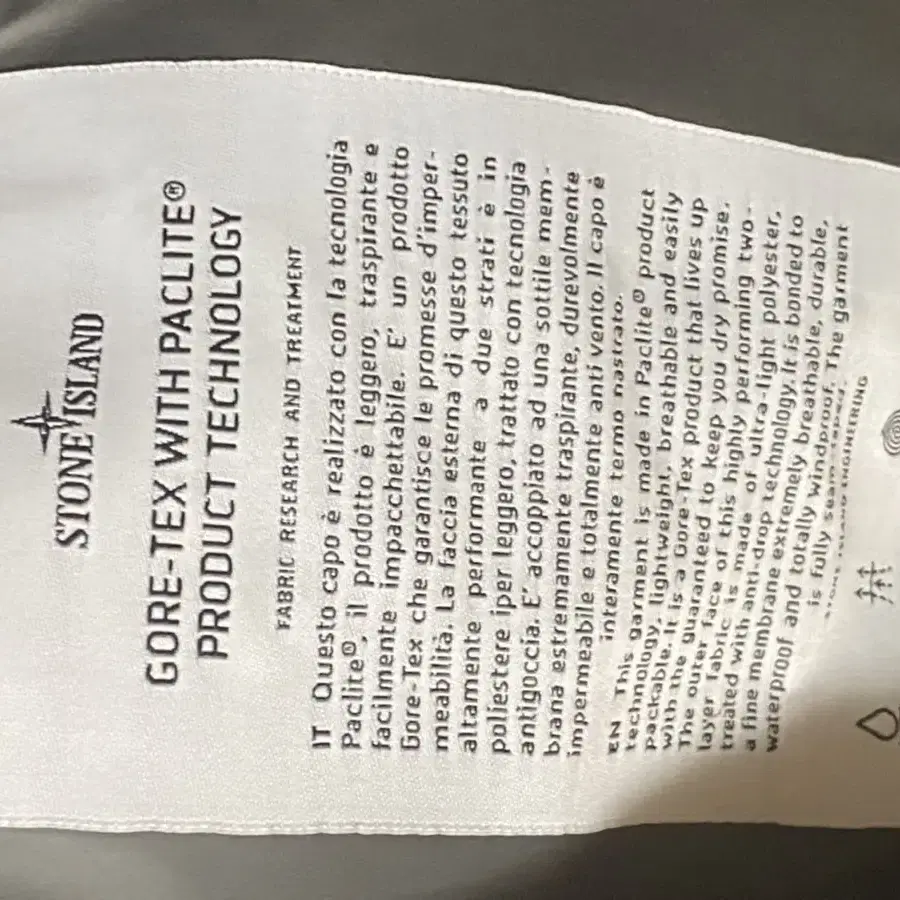 STONE ISLAND
GORE-TEX WITH PACLITE®
PRODUCT TECHNOLOGY
FABRIC RESEARCH AND TREATMENT
IT Questo capo è realizzato con la tecnologia
Paclite®, il prodotto è leggero, traspirante e
facilmente impacchettabile. E' un prodotto
Gore-Tex che garantisce le promesse d'imper-
meabilità. La faccia esterna di questo tessuto
altamente performante a due strati è in
poliestere iper leggero, trattato con tecnologia
antigoccia. E' accoppiato ad una sottile mem-
brana estremamente traspirante, durevolmente
impermeabile e totalmente anti vento. Il capo è
interamente termo nastrato.
EN This garment is made in Paclite® product
technology, lightweight, breathable and easily
packable. It is a Gore-Tex product that lives up
with the guaranteed to keep you dry promise.
The outer face of this highly performing two-
layer fabric is made of ultra-light polyester,
treated with anti-drop technology. It is bonded to
a fine membrane extremely breathable, durable,
waterproof and totally windproof. The garment
is fully seam-taped.
STONE ISLAND ENGINEERING